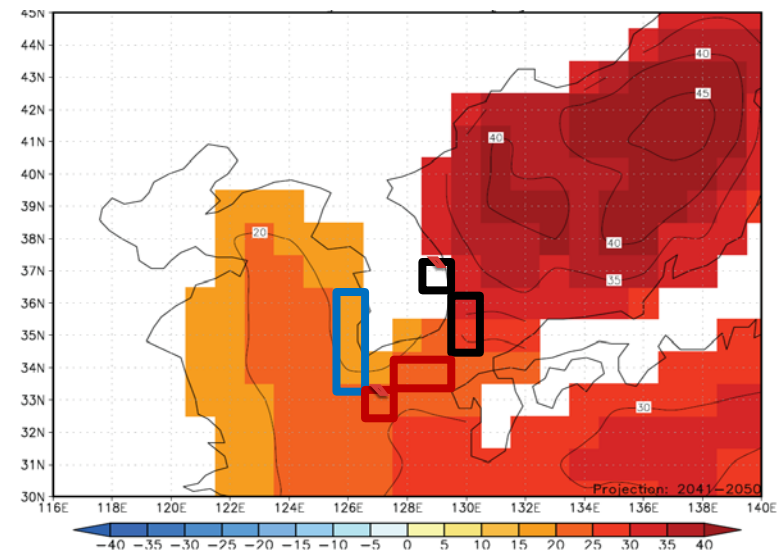 45N
44N
40
43N
42N
45
41N
40
40N
39N
38N
20
40
37N
35
36N
35N
34N
33N
30
32N
31N
30N
Projection: 2041−2050
116E 118E 120E 122E 124E 126E 128E 130E 132E 134E 136E 138E 140E
−40 −35 −30 −25 −20 −15 −10 −5 0 5 10 15 20 25 30 35